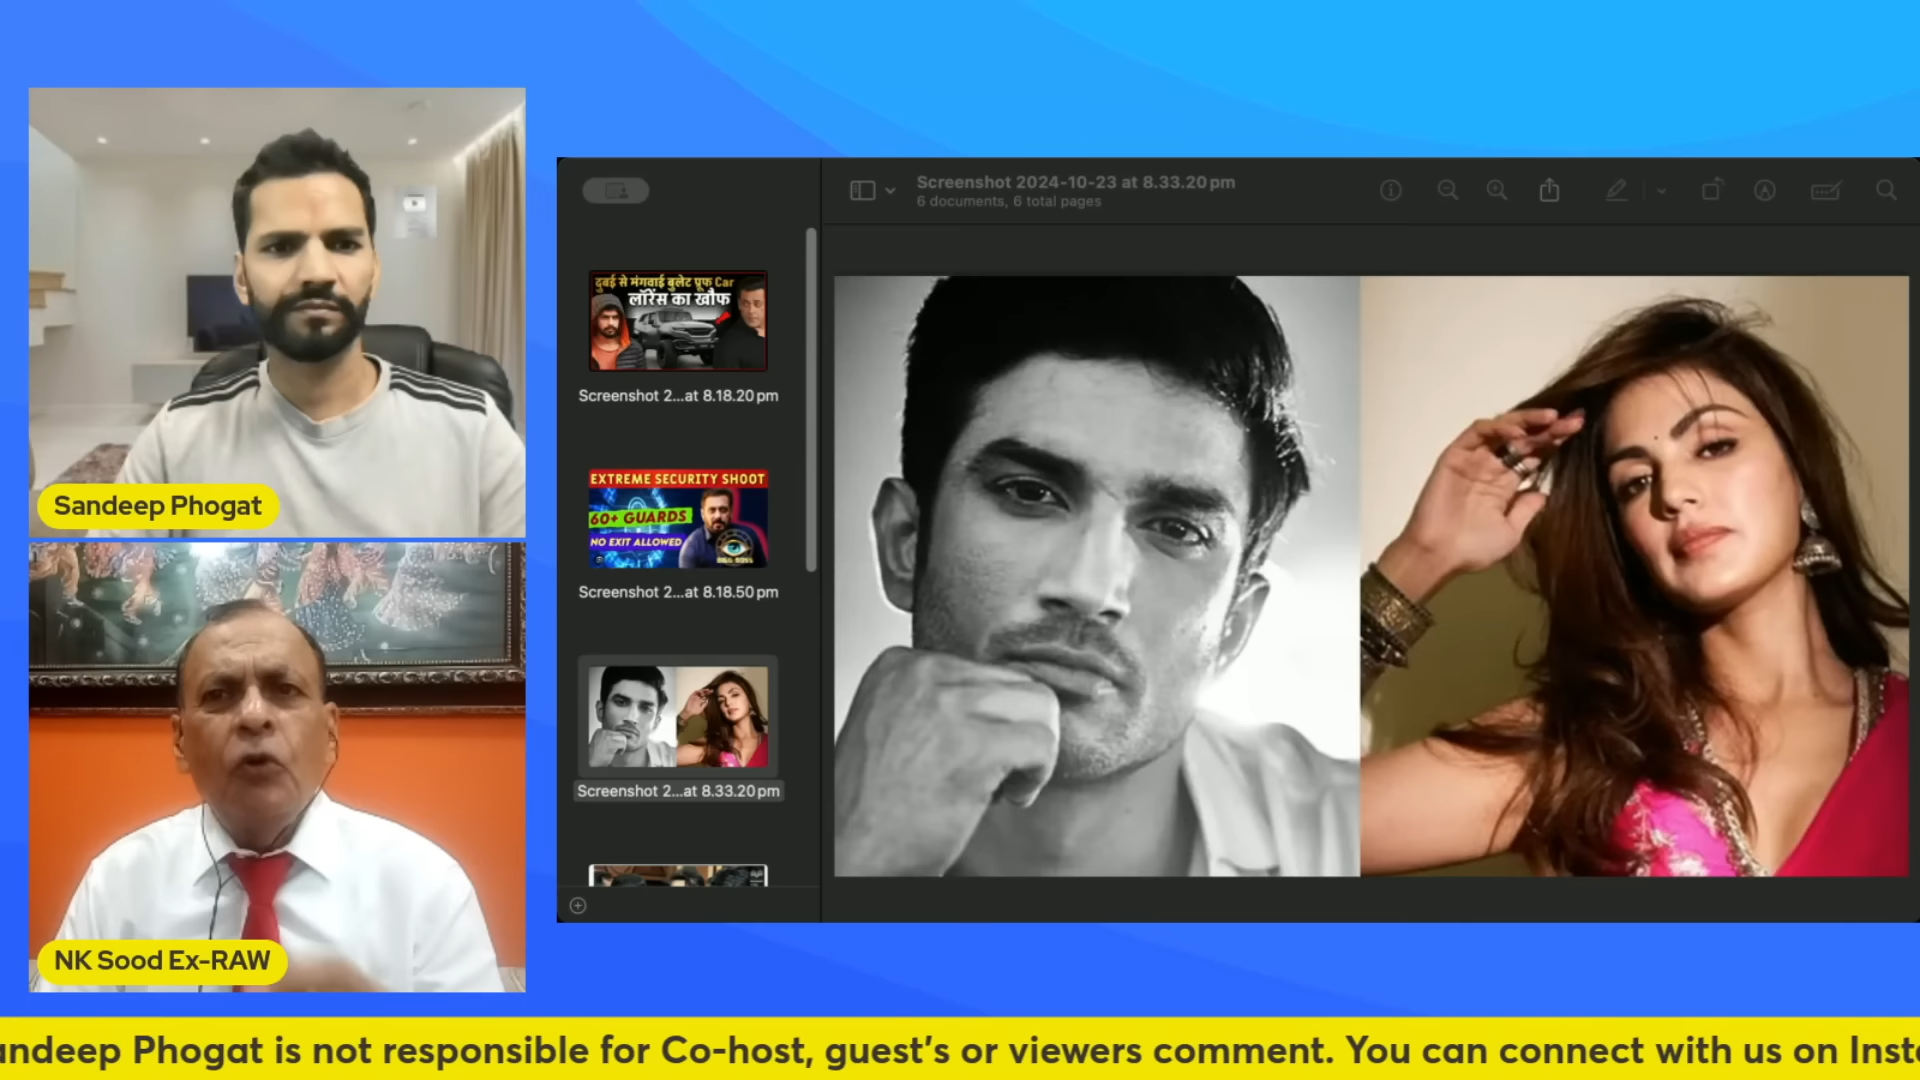 Sandeep Phogat
NK Sood Ex-RAW
Screenshot 2024-10-23 at 8.33.20 pm
6 documents, 6 total pages
दुबई से मंगवाई बुलेट प्रूफ Car
लॉरेंस का खौफ
Screenshot 2...at 8.18.20 pm
EXTREME SECURITY SHOOT
60+ GUARDS
NO EXIT ALLOWED
BIGG BOSS
Screenshot 2...at 8.18.50 pm
Screenshot 2...at 8.33.20 pm
andeep Phogat is not responsible for Co-host, guest's or viewers comment. You can connect with us on Inst